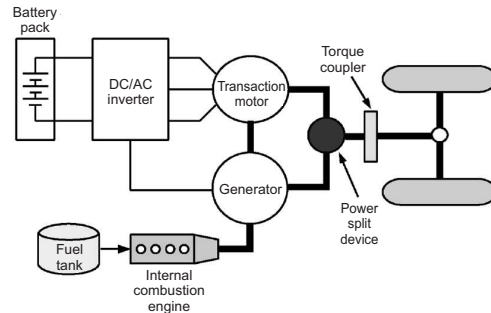 Battery
pack
DC/AC
inverter
Transaction
motor
Torque
coupler
Generator
Power
split
device
Fuel
tank
Internal
combustion
engine